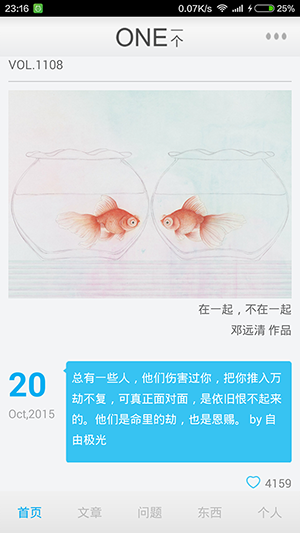 23:16 0.07K/s 25%
ONE一个
VOL.1108
在一起，不在一起
邓远清 作品
20
Oct,2015
总有一些人，他们伤害过你，把你推入万
劫不复，可真正面对面，是依旧恨不起来
的。他们是命里的劫，也是恩赐。 by 自
由极光
4159
首页 文章 问题 东西 个人